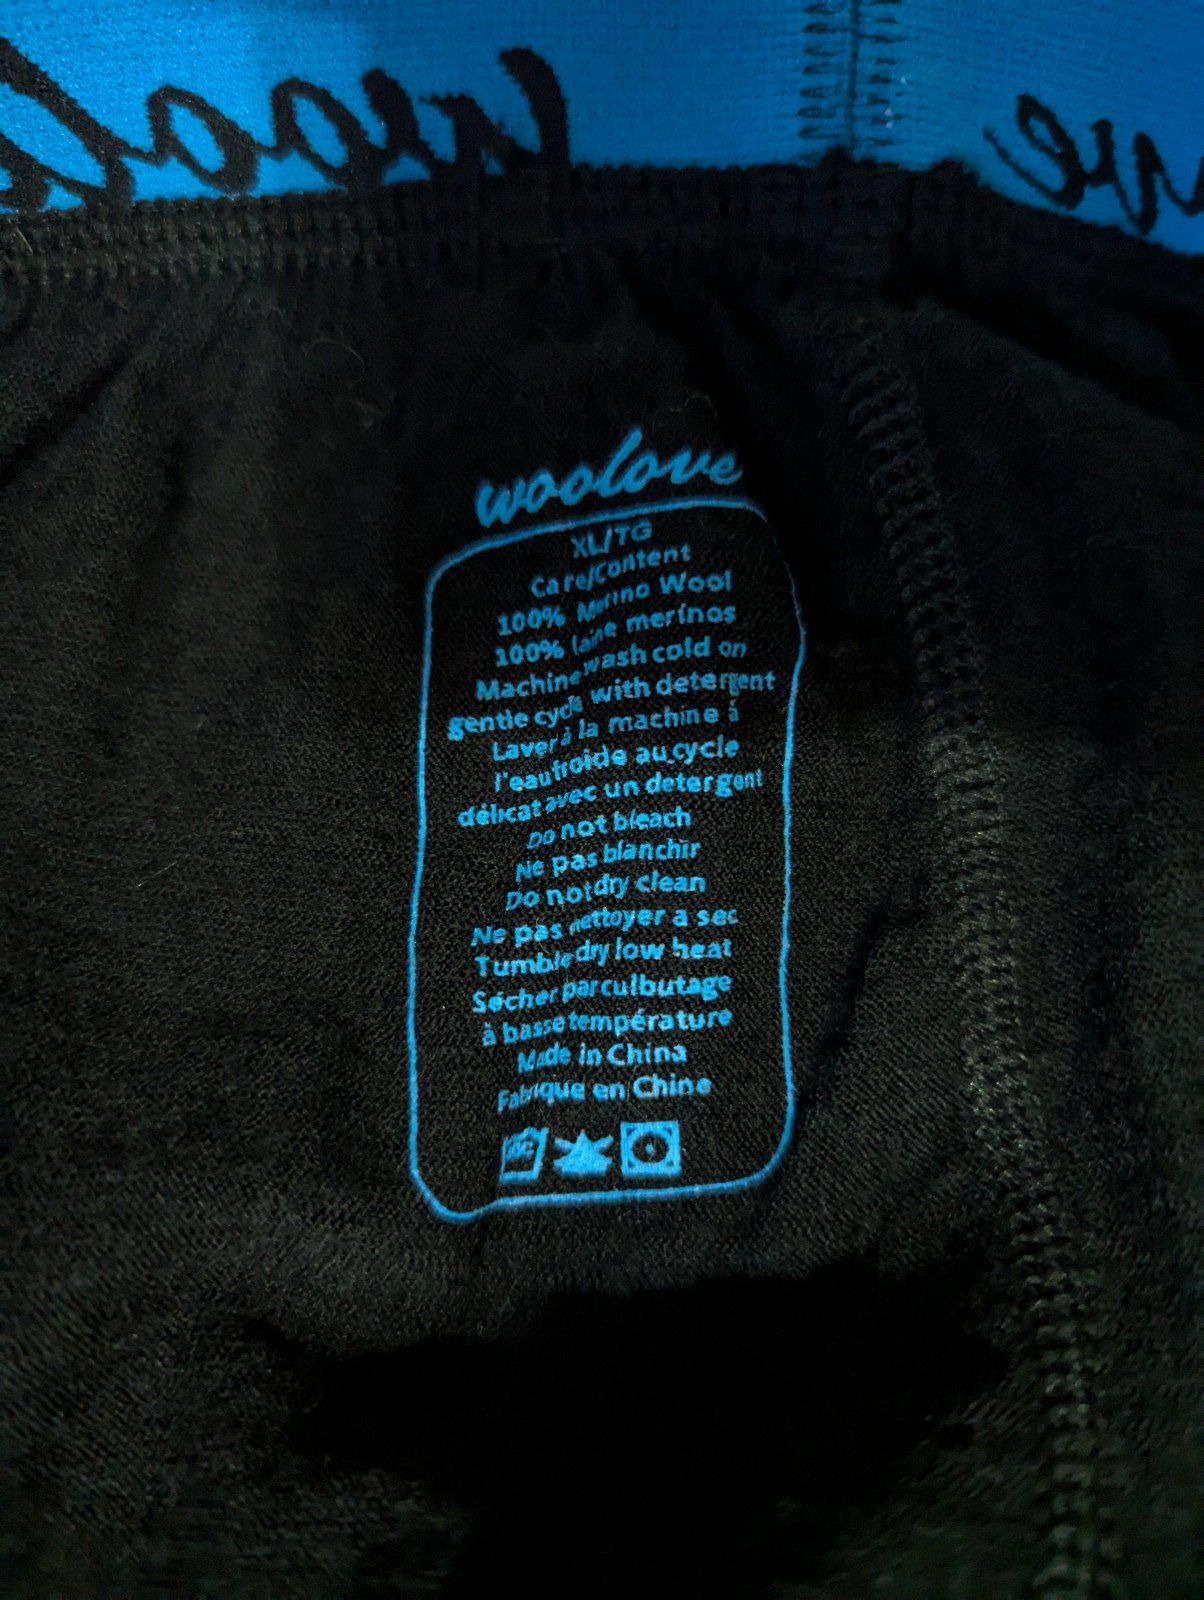 woolove
XL/TG
Care/Content
100% Merino Wool
100% laine merinos
Machine wash cold on
gentle cycle with detergent
Laver à la machine à
l'eau froide au cycle
délicat avec un detergent
Do not bleach
Ne pas blanchir
Do not dry clean
Ne pas nettoyer a sec
Tumble dry low heat
Sécher par culbutage
à basse température
Made in China
Fabrique en Chine